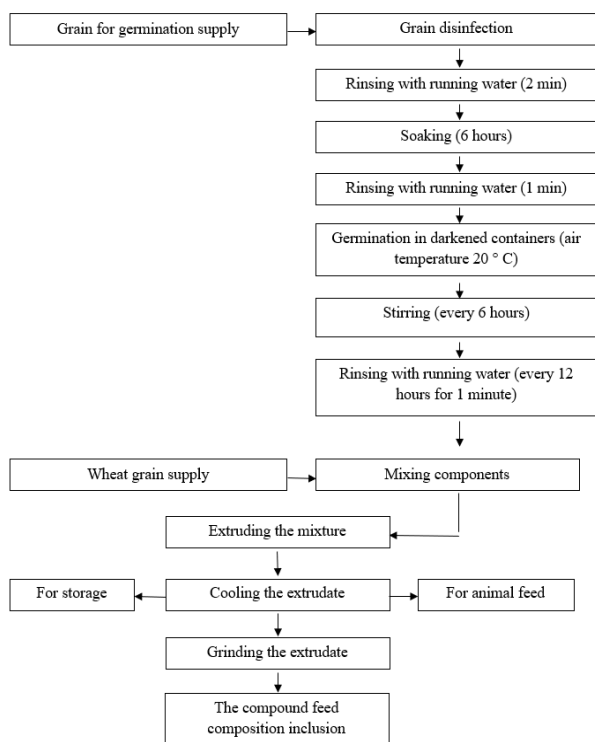 Grain for germination supply
Grain disinfection
Rinsing with running water (2 min)
Soaking (6 hours)
Rinsing with running water (1 min)
Germination in darkened containers (air
temperature 20 ° C)
Stirring (every 6 hours)
Rinsing with running water (every 12
hours for 1 minute)
Wheat grain supply
Mixing components
Extruding the mixture
For storage
Cooling the extrudate
For animal feed
Grinding the extrudate
The compound feed
composition inclusion